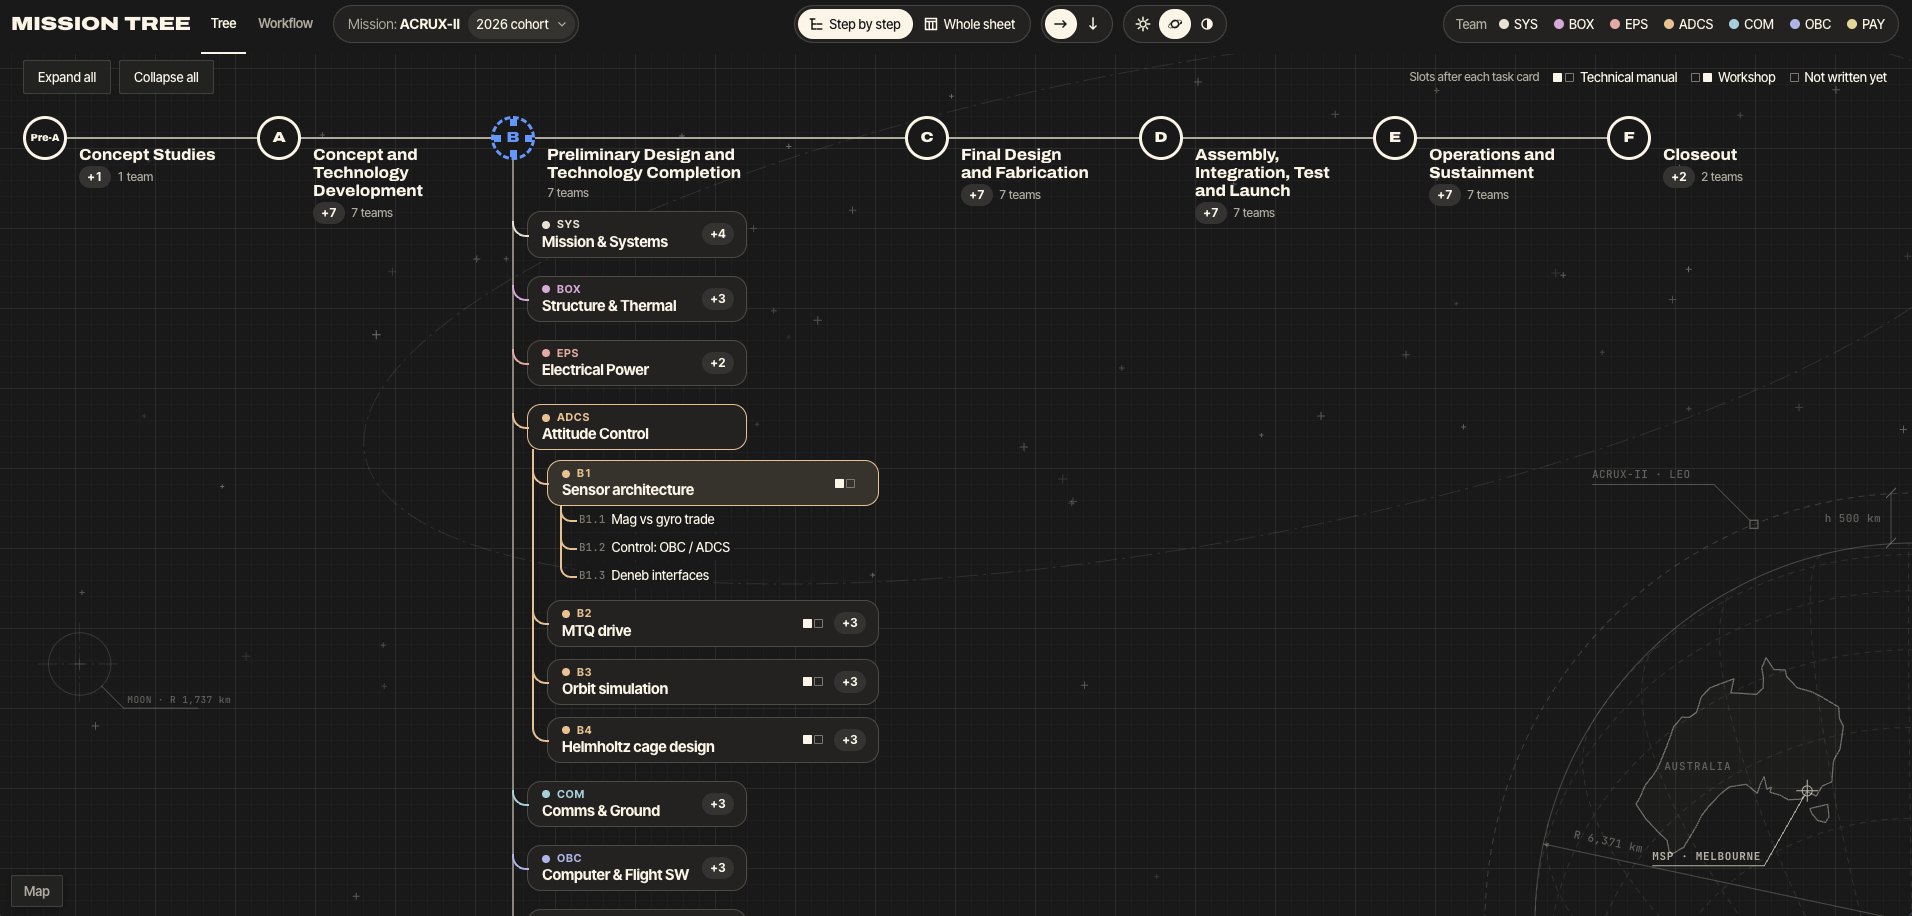 MISSION TREE
Tree
Workflow
Mission: ACRUX-II
2026 cohort
Step by step
Whole sheet
Team
SYS
BOX
EPS
ADCS
COM
OBC
PAY
Expand all
Collapse all
Slots after each task card
Technical manual
Workshop
Not written yet
Pre-A
Concept Studies
+1 1 team
A
Concept and
Technology
Development
+7 7 teams
B
Preliminary Design and
Technology Completion
7 teams
C
Final Design
and Fabrication
+7 7 teams
D
Assembly,
Integration, Test
and Launch
+7 7 teams
E
Operations and
Sustainment
+7 7 teams
F
Closeout
+2 2 teams
SYS
Mission & Systems
+4
BOX
Structure & Thermal
+3
EPS
Electrical Power
+2
ADCS
Attitude Control
B1
Sensor architecture
B1.1 Mag vs gyro trade
B1.2 Control: OBC / ADCS
B1.3 Deneb interfaces
B2
MTQ drive
+3
B3
Orbit simulation
+3
B4
Helmholtz cage design
+3
COM
Comms & Ground
+3
OBC
Computer & Flight SW
+3
MOON · R 1,737 km
ACRUX-II · LEO
h 500 km
AUSTRALIA
R 6,371 km
MSP · MELBOURNE
Map